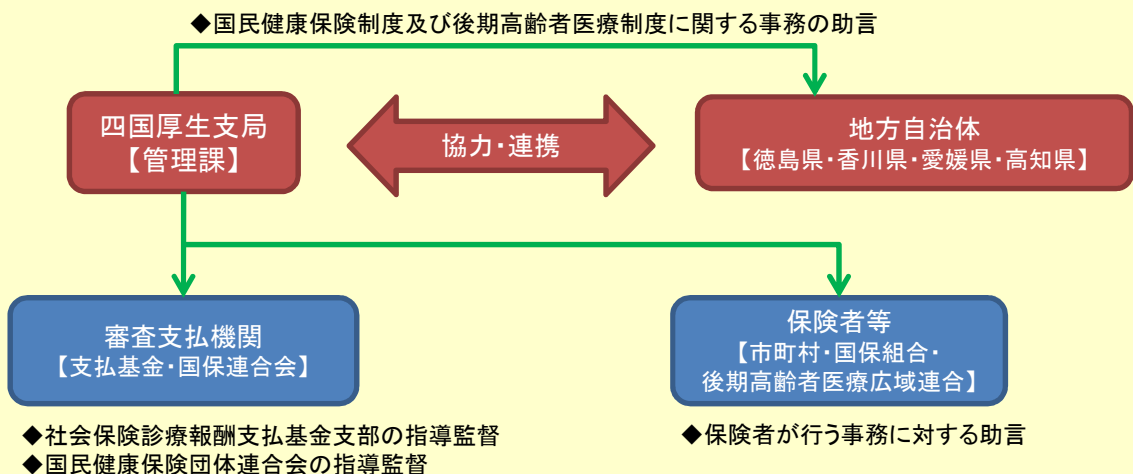 ◆国民健康保険制度及び後期高齢者医療制度に関する事務の助言
四国厚生支局
【管理課】
協力・連携
地方自治体
【徳島県・香川県・愛媛県・高知県】
審査支払機関
【支払基金・国保連合会】
保険者等
【市町村・国保組合・
後期高齢者医療広域連合】
◆社会保険診療報酬支払基金支部の指導監督
◆国民健康保険団体連合会の指導監督
◆保険者が行う事務に対する助言